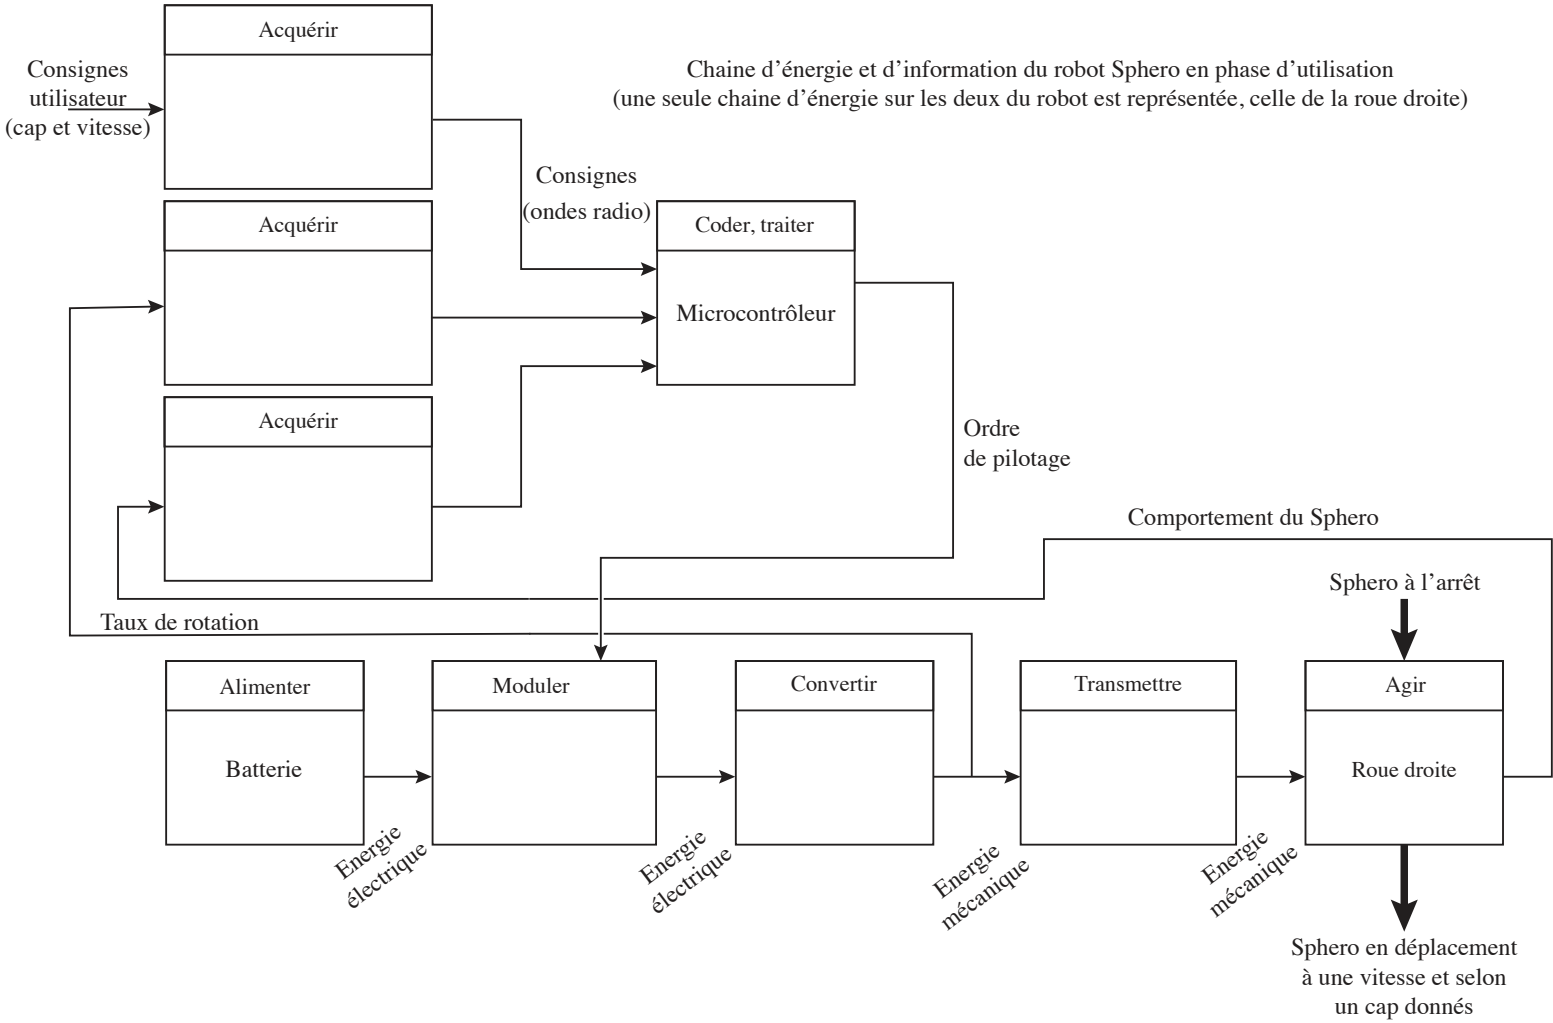 Acquérir
Consignes
utilisateur
(cap et vitesse)
Chaine d’énergie et d’information du robot Sphero en phase d’utilisation
(une seule chaine d’énergie sur les deux du robot est représentée, celle de la roue droite)
Consignes
(ondes radio)
Acquérir
Coder, traiter
Microcontrôleur
Acquérir
Ordre
de pilotage
Comportement du Sphero
Sphero à l’arrêt
Taux de rotation
Alimenter
Moduler
Convertir
Transmettre
Agir
Batterie
Roue droite
Energie
électrique
Energie
électrique
Energie
mécanique
Energie
mécanique
Sphero en déplacement
à une vitesse et selon
un cap donnés